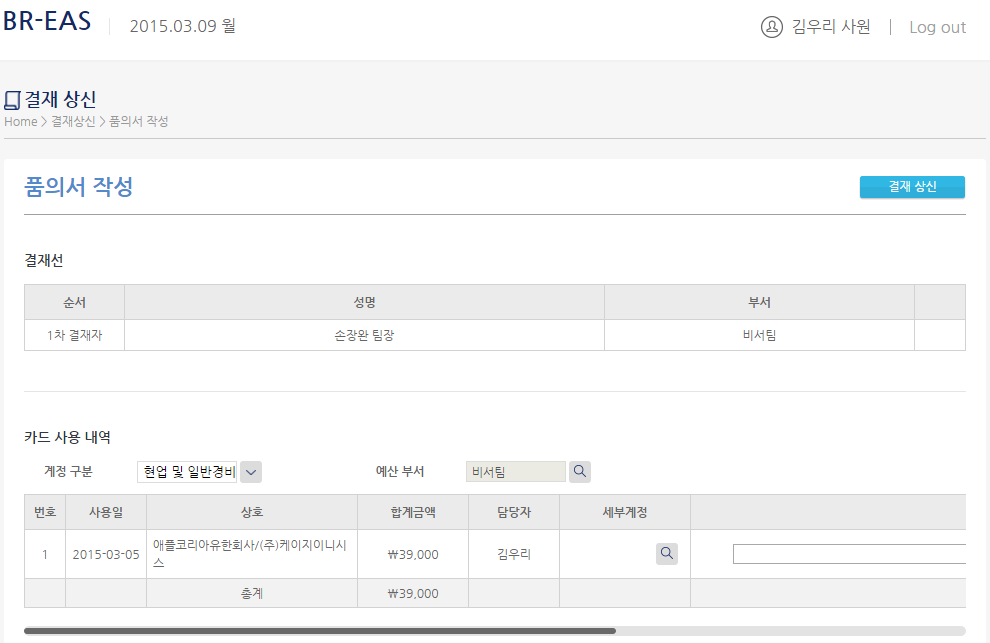 BR-EAS 2015.03.09 월 김우리 사원 | Log out
결재 상신
Home > 결재상신 > 품의서 작성
품의서 작성 결재 상신
결재선
순서 성명 부서
1차 결재자 손장완 팀장 비서팀
카드 사용 내역
계정 구분 현업 및 일반경비 예산 부서 비서팀
번호 사용일 상호 합계금액 담당자 세부계정
1 2015-03-05 애플코리아유한회사/(주)케이지이니시 ₩39,000 김우리
스
총계 ₩39,000